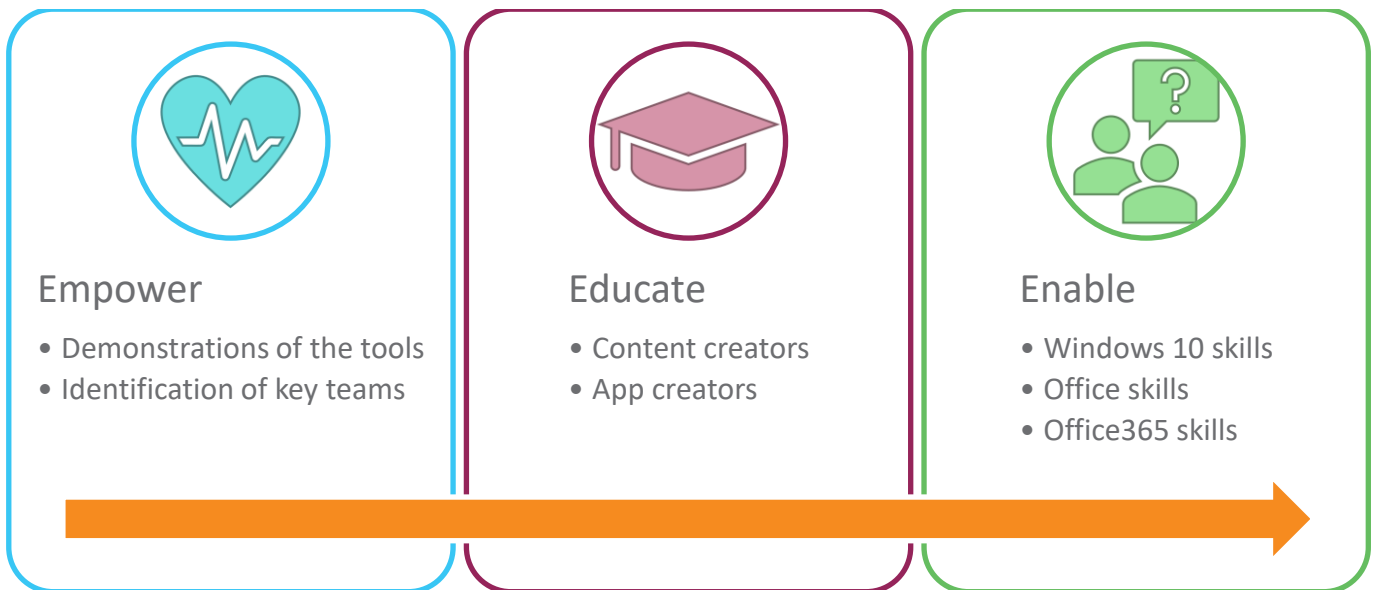 ?
Empower
• Demonstrations of the tools
• Identification of key teams
Educate
• Content creators
• App creators
Enable
• Windows 10 skills
• Office skills
• Office365 skills